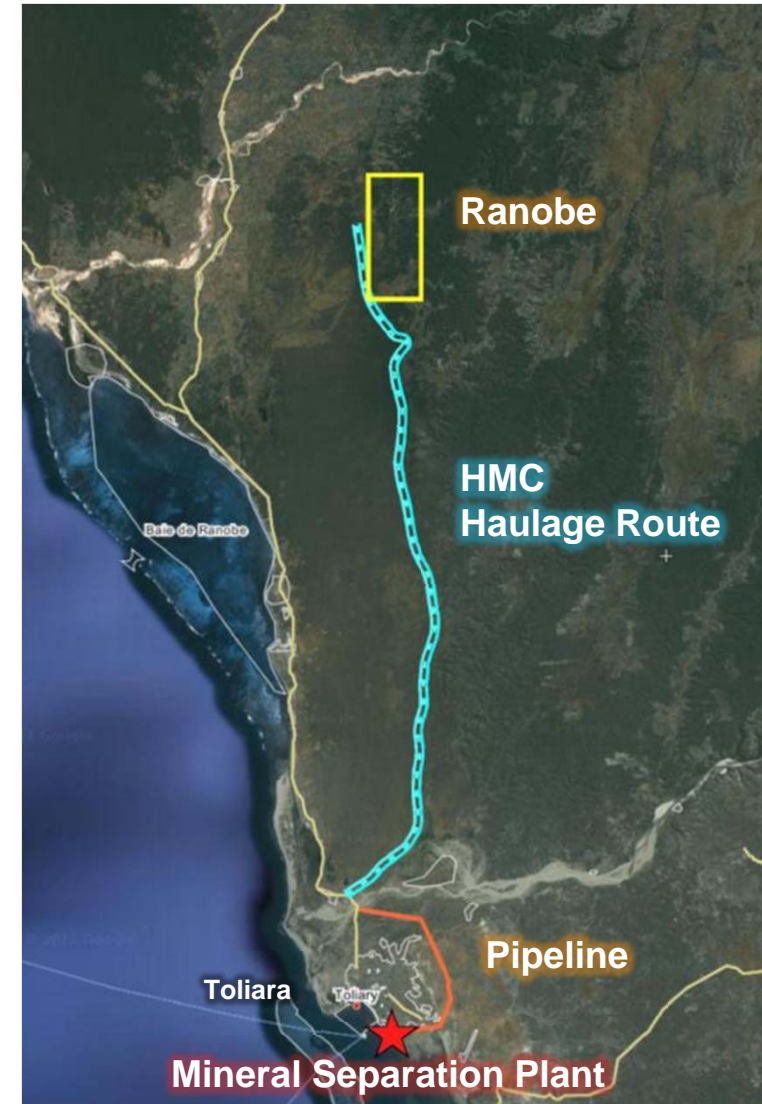 Ranobe
HMC
Haulage Route
Baie de Ranobe
Pipeline
Toliara
Toliary
Mineral Separation Plant